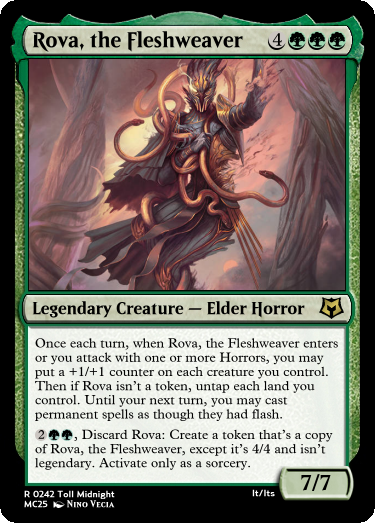 Rova, the Fleshweaver 4
Legendary Creature — Elder Horror
Once each turn, when Rova, the Fleshweaver enters
or you attack with one or more Horrors, you may
put a +1/+1 counter on each creature you control.
Then if Rova isn't a token, untap each land you
control. Until your next turn, you may cast
permanent spells as though they had flash.
2, Discard Rova: Create a token that's a copy
of Rova, the Fleshweaver, except it's 4/4 and isn't
legendary. Activate only as a sorcery.
7/7
R 0242 Toll Midnight It/Its
MC25 Nino Vecia